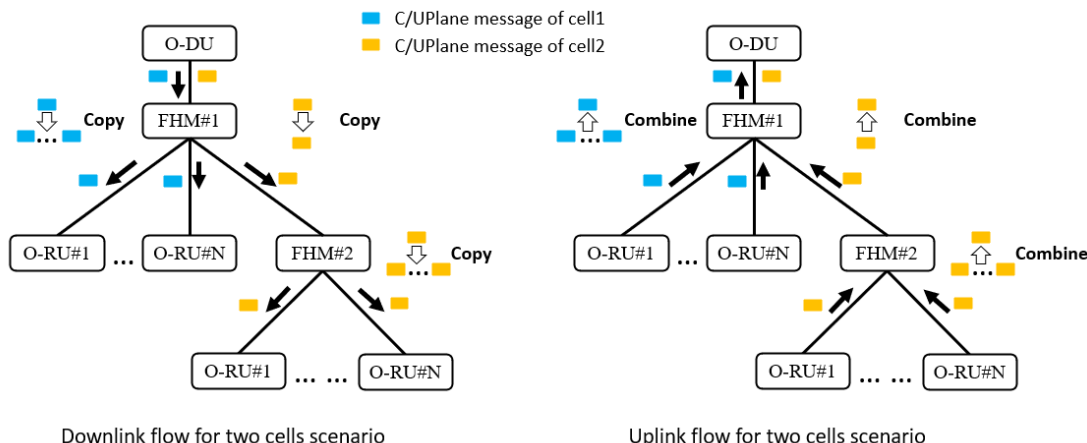 C/UPlane message of cell1
C/UPlane message of cell2
O-DU
Copy
FHM#1
Copy
O-RU#1
...
O-RU#N
FHM#2
Copy
O-RU#1
... ...
O-RU#N
Downlink flow for two cells scenario
O-DU
Combine
FHM#1
Combine
O-RU#1
...
O-RU#N
FHM#2
Combine
O-RU#1
... ...
O-RU#N
Uplink flow for two cells scenario